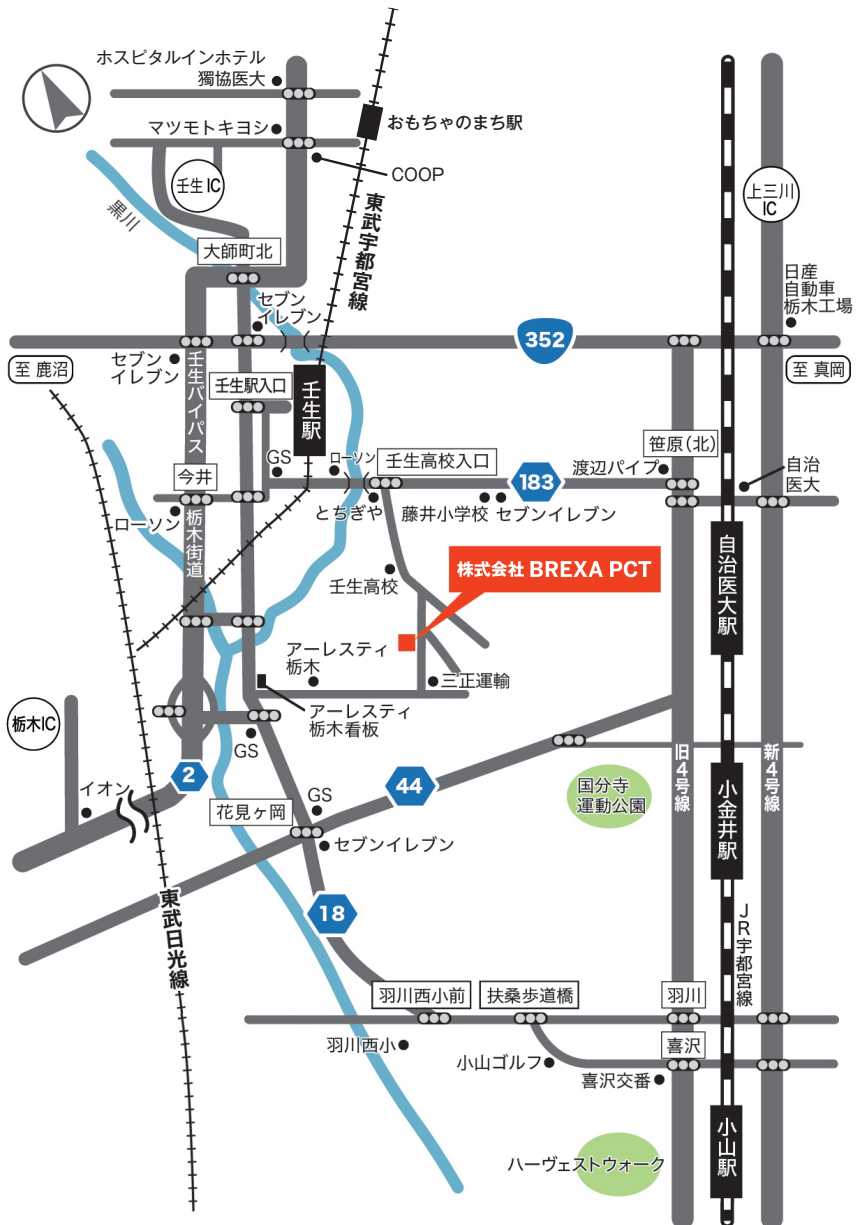 ホスピタルインホテル
獨協医大
マツモトキヨシ
おもちゃのまち駅
COOP
壬生IC
黒川
東武宇都宮線
上三川
IC
大師町北
日産
自動車
栃木工場
セブン
イレブン
352
至 鹿沼
セブン
イレブン
至 真岡
壬生バイパス
壬生駅入口
壬生駅
笹原(北)
GS
ローソン
壬生高校入口
183
渡辺パイプ
自治
医大
今井
ローソン
とちぎや
藤井小学校
セブンイレブン
栃木街道
株式会社 BREXA PCT
壬生高校
自治医大駅
アーレスティ
栃木
三正運輸
アーレスティ
栃木看板
栃木IC
GS
2
イオン
44
旧4号線
新4号線
小金井駅
国分寺
運動公園
花見ヶ岡
GS
セブンイレブン
東武日光線
18
JR宇都宮線
羽川西小前
扶桑歩道橋
羽川
羽川西小
喜沢
小山ゴルフ
喜沢交番
小山駅
ハーヴェストウォーク